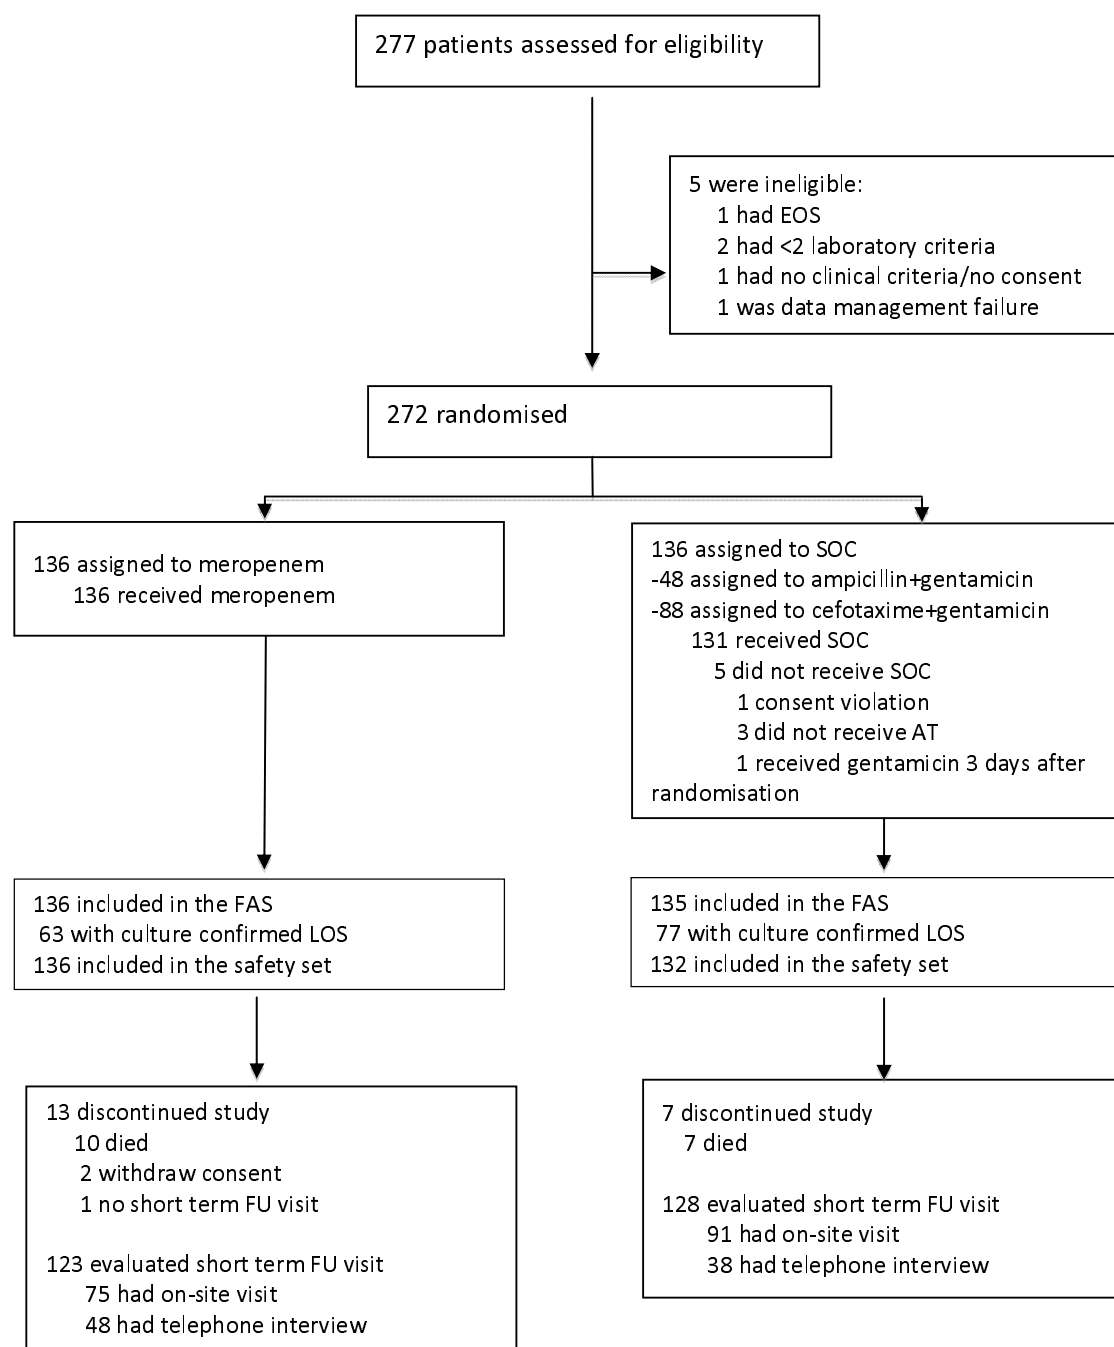 277 patients assessed for eligibility
5 were ineligible:
1 had EOS
2 had <2 laboratory criteria
1 had no clinical criteria/no consent
1 was data management failure
272 randomised
136 assigned to meropenem
136 received meropenem
136 assigned to SOC
-48 assigned to ampicillin+gentamicin
-88 assigned to cefotaxime+gentamicin
131 received SOC
5 did not receive SOC
1 consent violation
3 did not receive AT
1 received gentamicin 3 days after
randomisation
136 included in the FAS
63 with culture confirmed LOS
136 included in the safety set
135 included in the FAS
77 with culture confirmed LOS
132 included in the safety set
13 discontinued study
10 died
2 withdraw consent
1 no short term FU visit
123 evaluated short term FU visit
75 had on-site visit
48 had telephone interview
7 discontinued study
7 died
128 evaluated short term FU visit
91 had on-site visit
38 had telephone interview